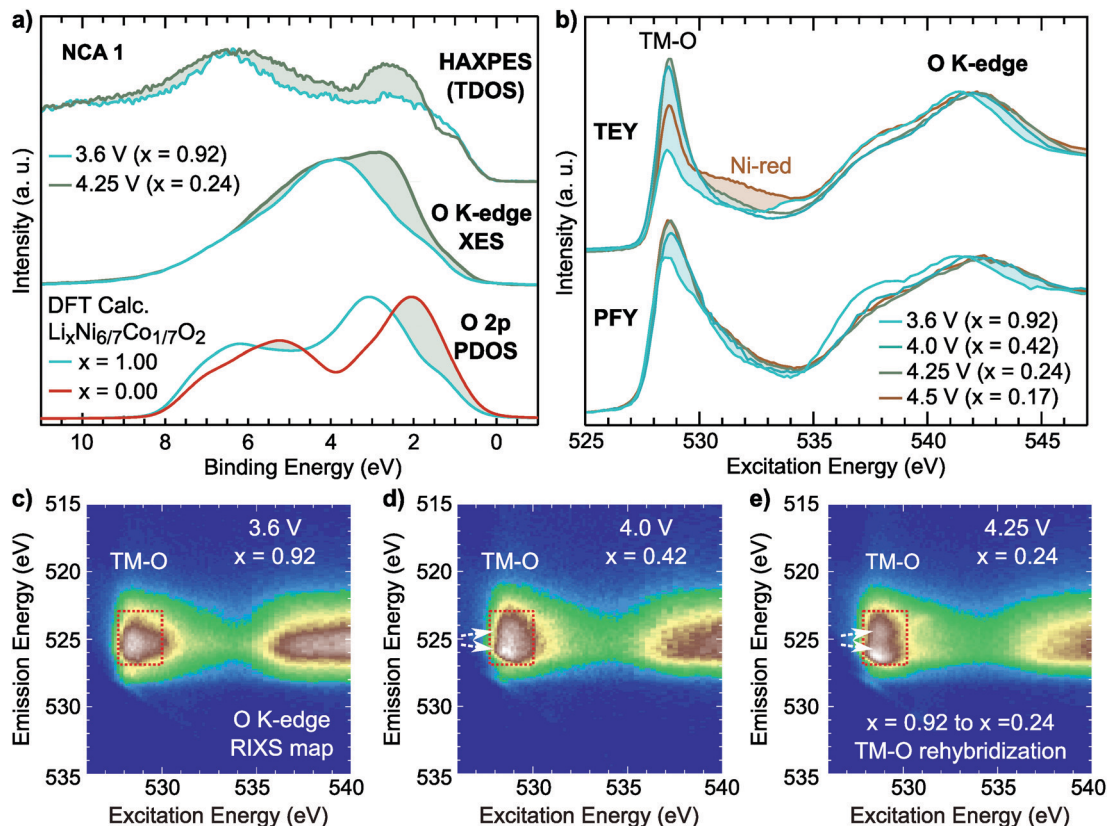 a)
NCA 1
HAXPES
(TDOS)
3.6 V (x = 0.92)
4.25 V (x = 0.24)
O K-edge
XES
DFT Calc.
LixNi6/7Co1/7O2
x = 1.00
x = 0.00
O 2p
PDOS
Intensity (a. u.)
10 8 6 4 2 0
Binding Energy (eV)
b)
TM-O
O K-edge
TEY
Ni-red
PFY
3.6 V (x = 0.92)
4.0 V (x = 0.42)
4.25 V (x = 0.24)
4.5 V (x = 0.17)
Intensity (a. u.)
525 530 535 540 545
Excitation Energy (eV)
c)
515
520
525
530
535
Emission Energy (eV)
3.6 V
x = 0.92
TM-O
O K-edge
RIXS map
530 540
Excitation Energy (eV)
d)
515
520
525
530
535
Emission Energy (eV)
4.0 V
x = 0.42
TM-O
530 540
Excitation Energy (eV)
e)
515
520
525
530
535
Emission Energy (eV)
4.25 V
x = 0.24
TM-O
x = 0.92 to x =0.24
TM-O rehybridization
530 540
Excitation Energy (eV)